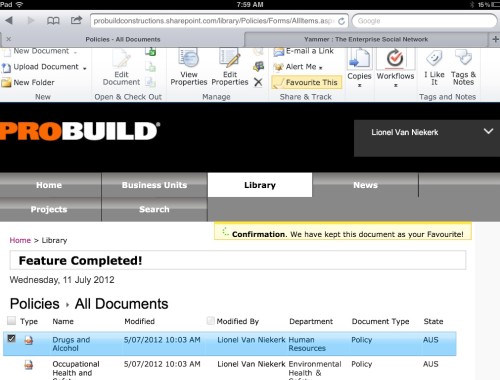 iPad
7:59 AM
15%
probuildconstructions.sharepoint.com/library/Policies/Forms/AllItems.asp
Google
Policies - All Documents
Yammer : The Enterprise Social Network
New Document
Upload Document
New Folder
New
Edit
Document
Open & Check Out
View
Properties
Edit
Properties
Manage
E-mail a Link
Alert Me
Favourite This
Share & Track
Copies
Workflows
I Like
It
Tags &
Notes
Tags and Notes
PROBUILD
Lionel Van Niekerk
Home
Business Units
Library
News
Projects
Search
Confirmation. We have kept this document as your Favourite!
Home > Library
Feature Completed!
Wednesday, 11 July 2012
Policies All Documents
Type Name Modified Modified By Department Document Type State
Drugs and Alcohol 5/07/2012 10:03 AM Lionel Van Niekerk Human Resources Policy AUS
Occupational Health and 5/07/2012 10:03 AM Lionel Van Niekerk Environmental Health & Policy AUS